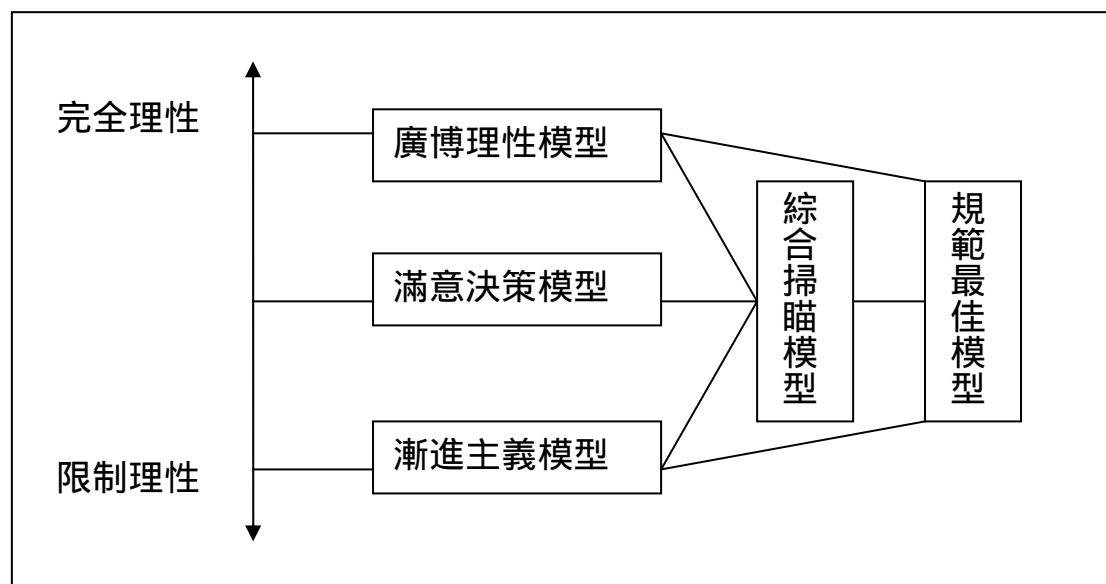 完全理性
廣博理性模型
滿意決策模型
漸進主義模型
限制理性
綜合掃瞄模型
規範最佳模型